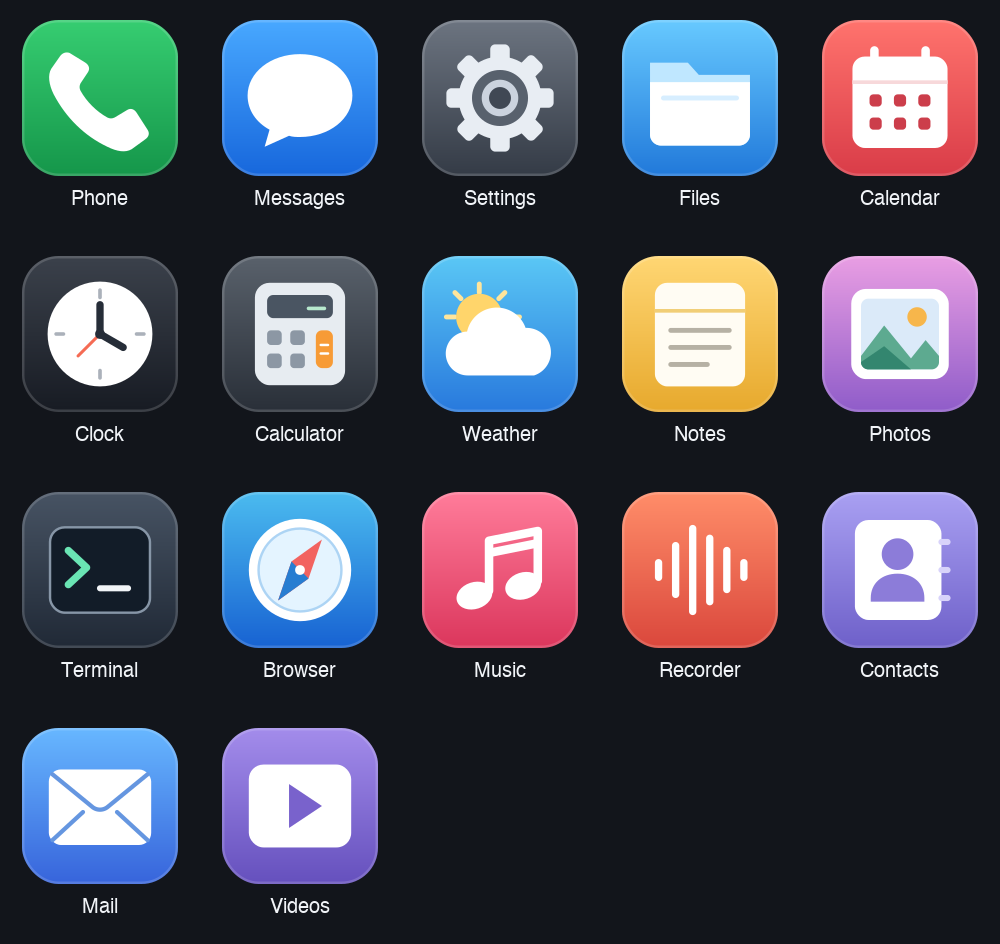 Phone
Messages
Settings
Files
Calendar
Clock
Calculator
Weather
Notes
Photos
Terminal
Browser
Music
Recorder
Contacts
Mail
Videos